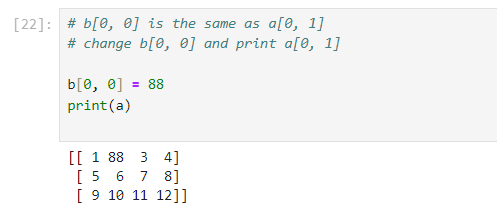 [22]: # b[0, 0] is the same as a[0, 1]
# change b[0, 0] and print a[0, 1]
b[0, 0] = 88
print(a)
[[ 1 88  3  4]
 [ 5  6  7  8]
 [ 9 10 11 12]]